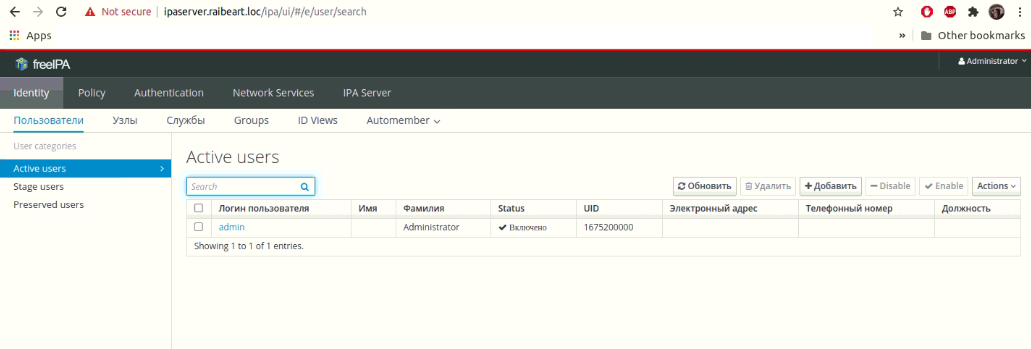 Not secure | ipaserver.raibeart.loc/ipa/ui/#/e/user/search
Apps » Other bookmarks
freeIPA Administrator
Identity Policy Authentication Network Services IPA Server
Пользователи Узлы Службы Groups ID Views Automember
User categories
Active users
Stage users
Preserved users
Active users
Search Обновить Удалить Добавить Disable Enable Actions
Логин пользователя Имя Фамилия Status UID Электронный адрес Телефонный номер Должность
admin Administrator Включено 1675200000
Showing 1 to 1 of 1 entries.